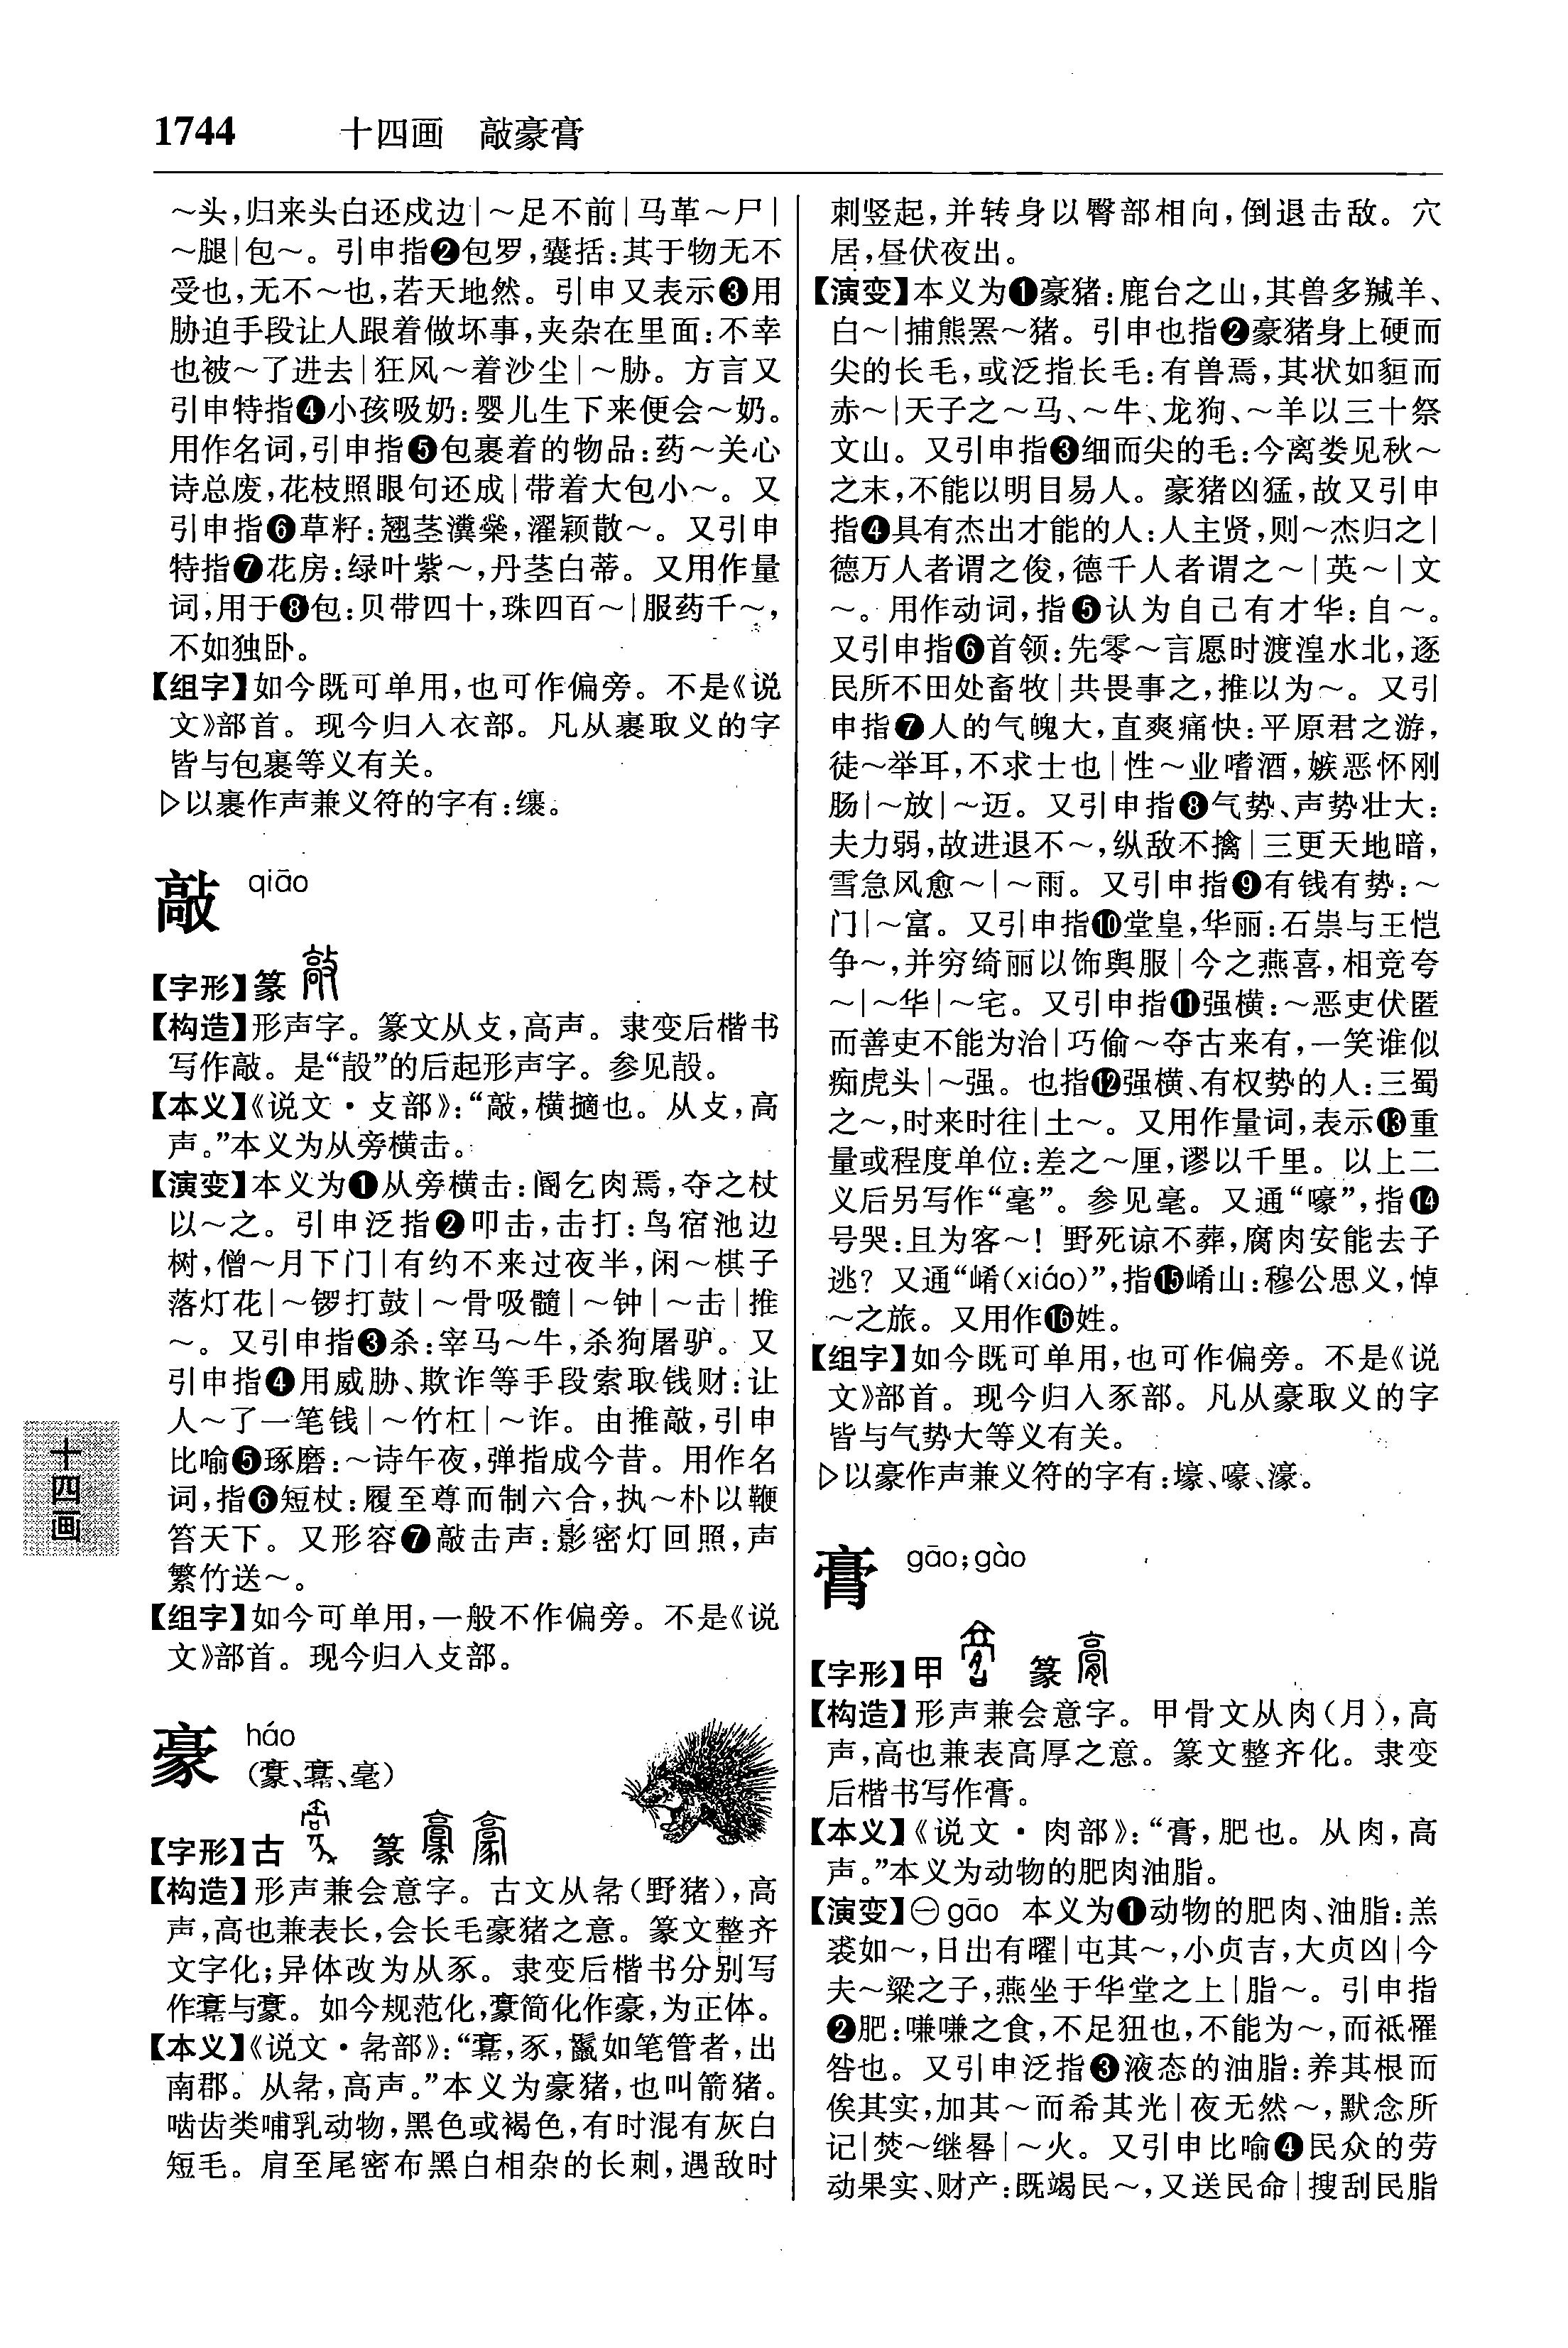 1744 十四画 敲豪膏
～头,归来头白还戍边|～足不前|马革～尸|
～腿|包～。引申指❷包罗,囊括:其于物无不
受也,无不～也,若天地然。引申又表示❸用
胁迫手段让人跟着做坏事,夹杂在里面:不幸
也被～了进去|狂风～着沙尘|～胁。方言又
引申特指❹小孩吸奶:婴儿生下来便会～奶。
用作名词,引申指❺包裹着的物品:药～关心
诗总废,花枝照眼句还成|带着大包小～。又
引申指❻草籽:翘茎瀵蘂,濯颖散～。又引申
特指❼花房:绿叶紫～,丹茎白蒂。又用作量
词,用于❽包:贝带四十,珠四百～|服药千～,
不如独卧。
【组字】如今既可单用,也可作偏旁。不是《说
文》部首。现今归入衣部。凡从裹取义的字
皆与包裹等义有关。
▷以裹作声兼义符的字有:缳。
敲 qiāo
【字形】篆
【构造】形声字。篆文从攴,高声。隶变后楷书
写作敲。是“㱿”的后起形声字。参见㱿。
【本义】《说文·攴部》:“敲,横擿也。从攴,高
声。”本义为从旁横击。
【演变】本义为❶从旁横击:阍乞肉焉,夺之杖
以～之。引申泛指❷叩击,击打:鸟宿池边
树,僧～月下门|有约不来过夜半,闲～棋子
落灯花|～锣打鼓|～骨吸髓|～钟|～击|推
～。又引申指❸杀:宰马～牛,杀狗屠驴。又
引申指❹用威胁、欺诈等手段索取钱财:让
人～了一笔钱|～竹杠|～诈。由推敲,引申
比喻❺琢磨:～诗午夜,弹指成今昔。用作名
词,指❻短杖:履至尊而制六合,执～朴以鞭
笞天下。又形容❼敲击声:影密灯回照,声
繁竹送～。
【组字】如今可单用,一般不作偏旁。不是《说
文》部首。现今归入支部。
十四画
豪 háo
【字形】古 篆
【构造】形声兼会意字。古文从㣇(野猪),高
声,高也兼表长,会长毛豪猪之意。篆文整齐
文字化;异体改为从豕。隶变后楷书分别写
作与。如今规范化,简化作豪,为正体。
【本义】《说文·㣇部》:“,豕,鬣如笔管者,出
南郡。从㣇,高声。”本义为豪猪,也叫箭猪。
啮齿类哺乳动物,黑色或褐色,有时混有灰白
短毛。肩至尾密布黑白相杂的长刺,遇敌时
刺竖起,并转身以臀部相向,倒退击敌。穴
居,昼伏夜出。
【演变】本义为❶豪猪:鹿台之山,其兽多羬羊、
白～|捕熊罴～猪。引申也指❷豪猪身上硬而
尖的长毛,或泛指长毛:有兽焉,其状如貆而
赤～|天子之～马、～牛、龙狗、～羊以三十祭
文山。又引申指❸细而尖的毛:今离娄见秋～
之末,不能以明目易人。豪猪凶猛,故又引申
指❹具有杰出才能的人:人主贤,则～杰归之|
德万人者谓之俊,德千人者谓之～|英～|文
～。用作动词,指❺认为自己有才华:自～。
又引申指❻首领:先零～言愿时渡湟水北,逐
民所不田处畜牧|共畏事之,推以为～。又引
申指❼人的气魄大,直爽痛快:平原君之游,
徒～举耳,不求士也|性～业嗜酒,嫉恶怀刚
肠|～放|～迈。又引申指❽气势、声势壮大:
夫力弱,故进退不～,纵敌不擒|三更天地暗,
雪急风愈～|～雨。又引申指❾有钱有势:～
门|～富。又引申指❿堂皇,华丽:石崇与王恺
争～,并穷绮丽以饰舆服|今之燕喜,相竞夸
～|～华|～宅。又引申指⓫强横:～恶吏伏匿
而善吏不能为治|巧偷～夺古来有,一笑谁似
痴虎头|～强。也指⓬强横、有权势的人:三蜀
之～,时来时往|土～。又用作量词,表示⓭重
量或程度单位:差之～厘,谬以千里。以上二
义后另写作“毫”。参见毫。又通“嚎”,指⓮
号哭:且为客～!野死谅不葬,腐肉安能去子
逃?又通“崤(xiáo)”,指⓯崤山:穆公思义,悼
～之旅。又用作⓰姓。
【组字】如今既可单用,也可作偏旁。不是《说
文》部首。现今归入豕部。凡从豪取义的字
皆与气势大等义有关。
▷以豪作声兼义符的字有:壕、嚎、濠。
膏 gāo;gào
【字形】甲 篆
【构造】形声兼会意字。甲骨文从肉(月),高
声,高也兼表高厚之意。篆文整齐化。隶变
后楷书写作膏。
【本义】《说文·肉部》:“膏,肥也。从肉,高
声。”本义为动物的肥肉油脂。
【演变】㊀gāo 本义为❶动物的肥肉、油脂:羔
裘如～,日出有曜|屯其～,小贞吉,大贞凶|今
夫～粱之子,燕坐于华堂之上|脂～。引申指
❷肥:嗛嗛之食,不足狃也,不能为～,而祗罹
咎也。又引申泛指❸液态的油脂:养其根而
俟其实,加其～而希其光|夜无然～,默念所
记|焚～继晷|～火。又引申比喻❹民众的劳
动果实、财产:既竭民～,又送民命|搜刮民脂